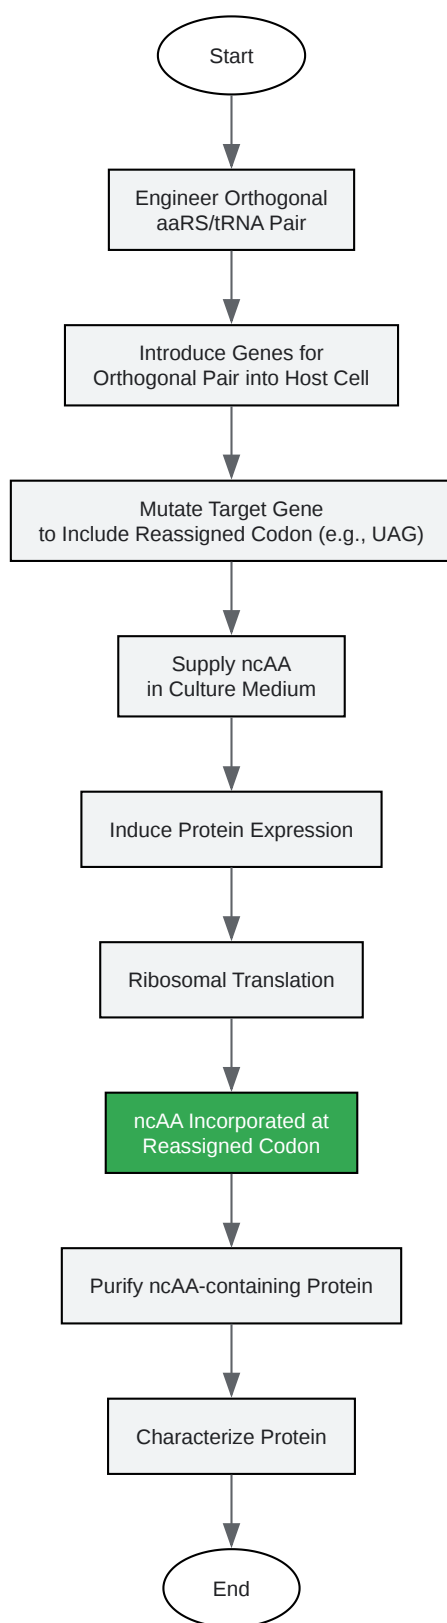 Start
Engineer Orthogonal
aaRS/tRNA Pair
Introduce Genes for
Orthogonal Pair into Host Cell
Mutate Target Gene
to Include Reassigned Codon (e.g., UAG)
Supply ncAA
in Culture Medium
Induce Protein Expression
Ribosomal Translation
ncAA Incorporated at
Reassigned Codon
Purify ncAA-containing Protein
Characterize Protein
End